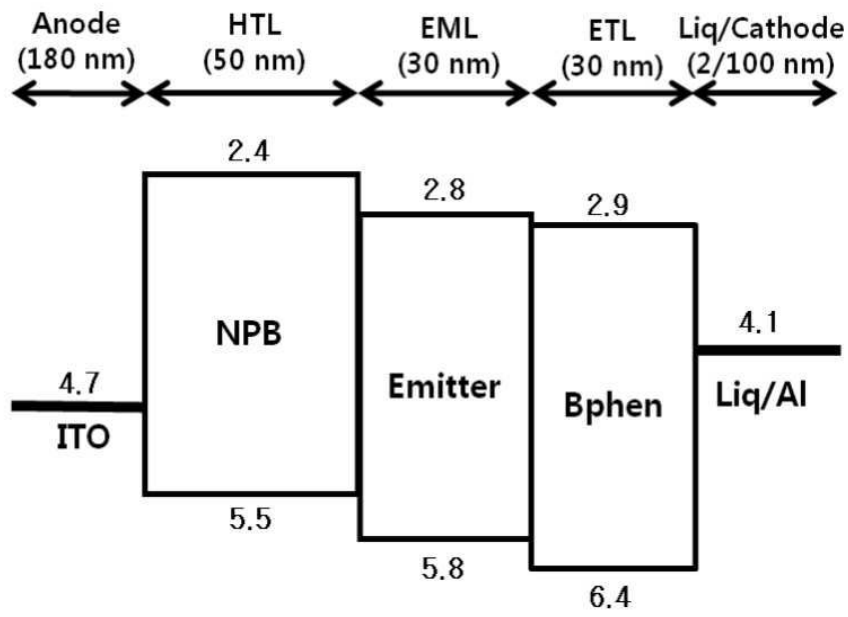 Anode
(180 nm)
HTL
(50 nm)
EML
(30 nm)
ETL
(30 nm)
Liq/Cathode
(2/100 nm)
2.4
2.8
2.9
NPB
4.1
4.7
ITO
Emitter
Bphen
Liq/Al
5.5
5.8
6.4